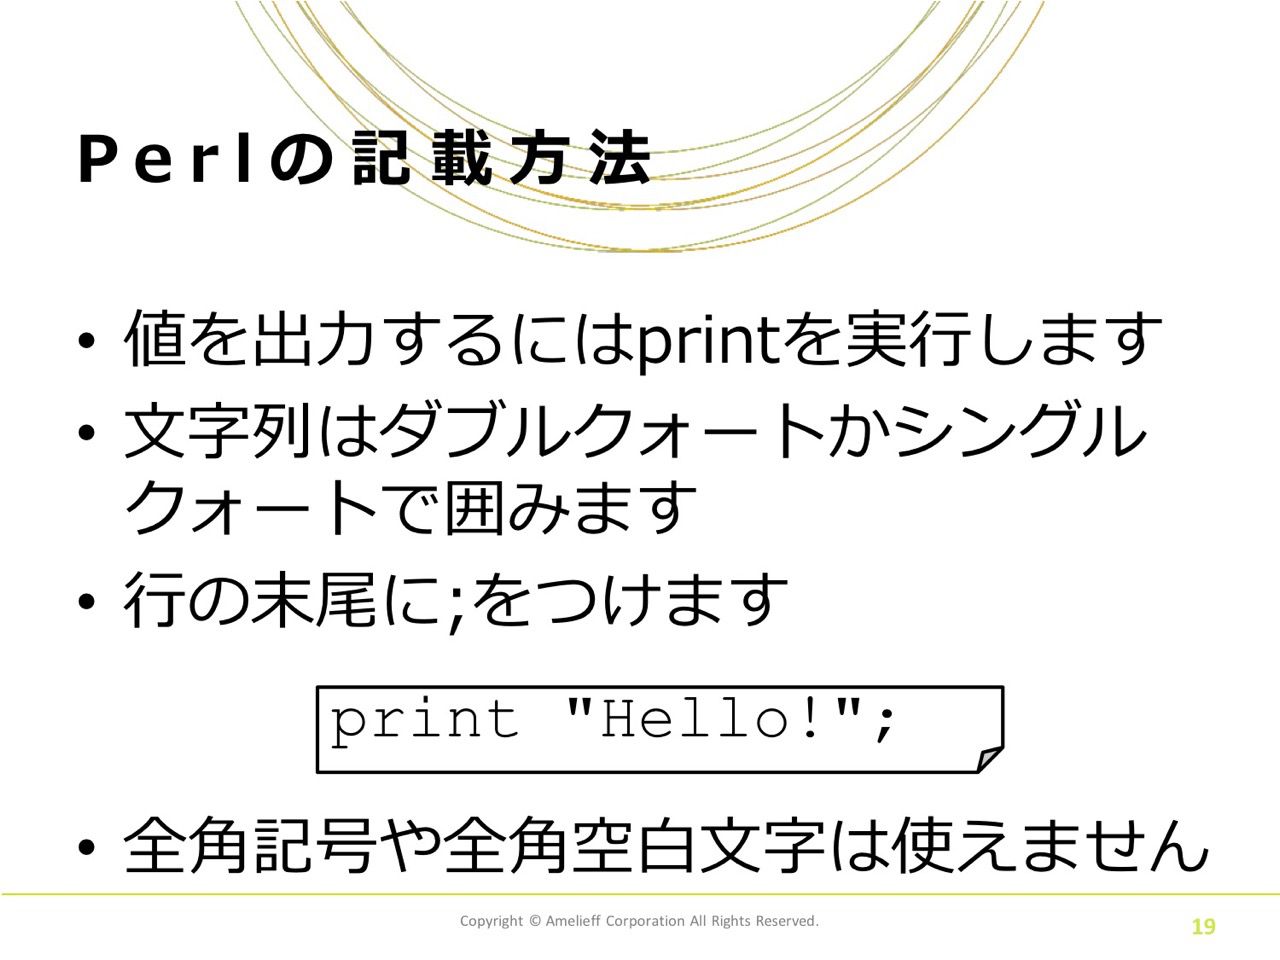 Perlの記載方法
• 値を出力するにはprintを実行します
• 文字列はダブルクォートかシングル
クォートで囲みます
• 行の末尾に;をつけます
print "Hello!";
• 全角記号や全角空白文字は使えません
Copyright © Amelieff Corporation All Rights Reserved.
19